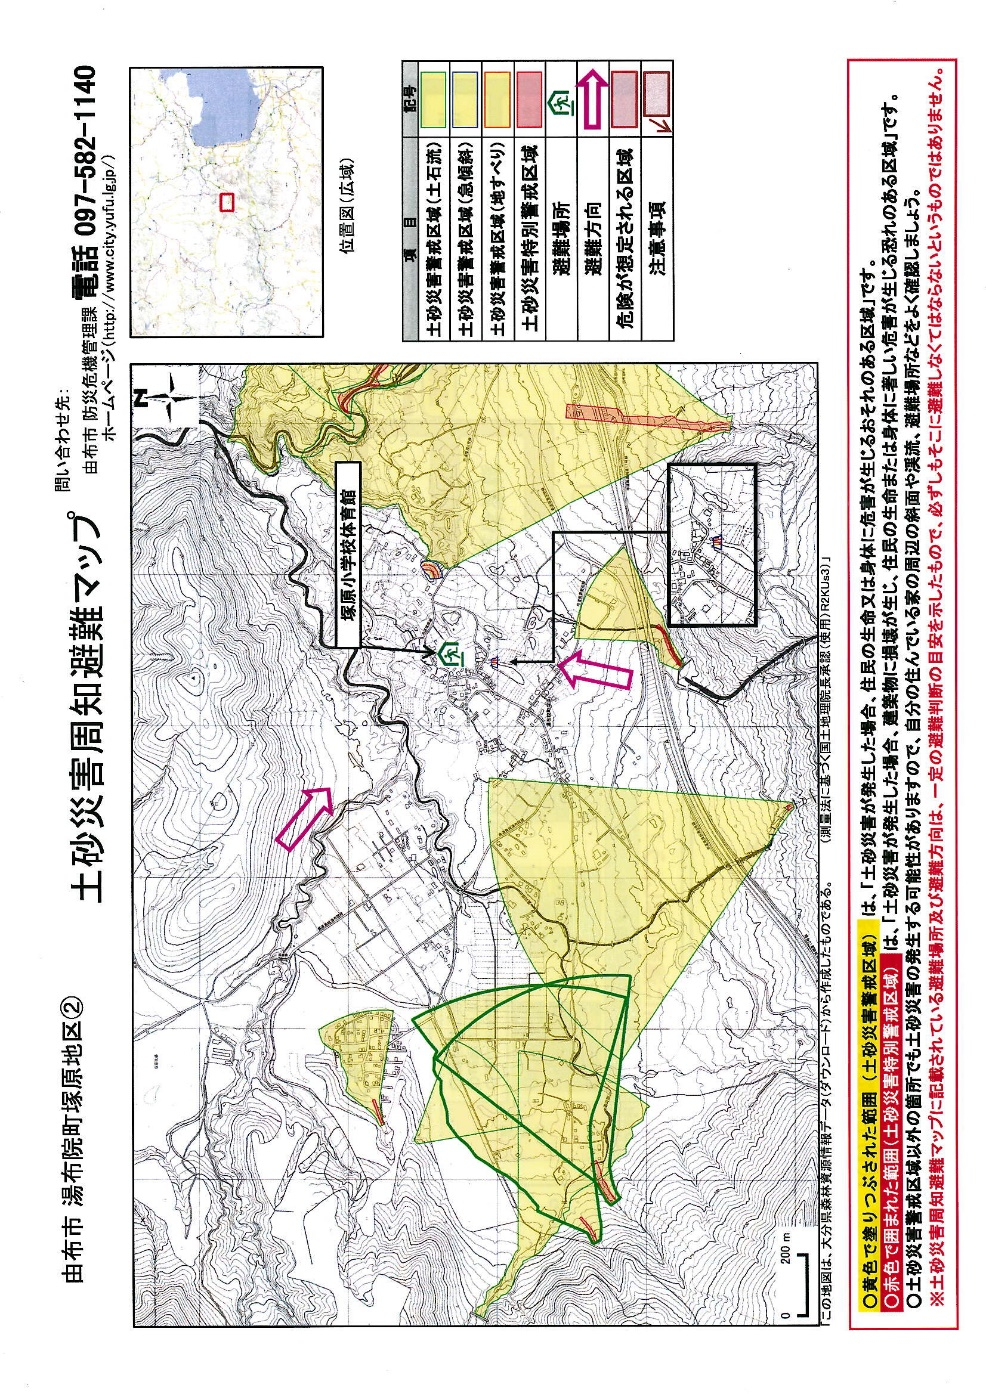 由布市 湯布院町塚原地区②
土砂災害周知避難マップ
問い合わせ先：
由布市 防災危機管理課 電話 097-582-1140
ホームページ(http://www.city.yufu.lg.jp/)
N
塚原小学校体育館
0 200 m
「この地図は、大分県森林資源情報データ(ダウンロード)から作成したものである。
(測量法に基づく国土地理院長承認(使用)R2KUs3)」
位置図(広域)
項 目 記号
土砂災害警戒区域(土石流)
土砂災害警戒区域(急傾斜)
土砂災害警戒区域(地すべり)
土砂災害特別警戒区域
避難場所
避難方向
危険が想定される区域
注意事項
○黄色で塗りつぶされた範囲（土砂災害警戒区域）は、「土砂災害が発生した場合、住民の生命又は身体に危害が生じるおそれのある区域」です。
○赤色で囲まれた範囲(土砂災害特別警戒区域)は、「土砂災害が発生した場合、建築物に損壊が生じ、住民の生命または身体に著しい危害が生じる恐れのある区域」です。
○土砂災害警戒区域以外の箇所でも土砂災害の発生する可能性がありますので、自分の住んでいる家の周辺の斜面や渓流、避難場所などをよく確認しましょう。
※土砂災害周知避難マップに記載されている避難場所及び避難方向は、一定の避難判断の目安を示したもので、必ずしもそこに避難しなくてはならないというものではありません。